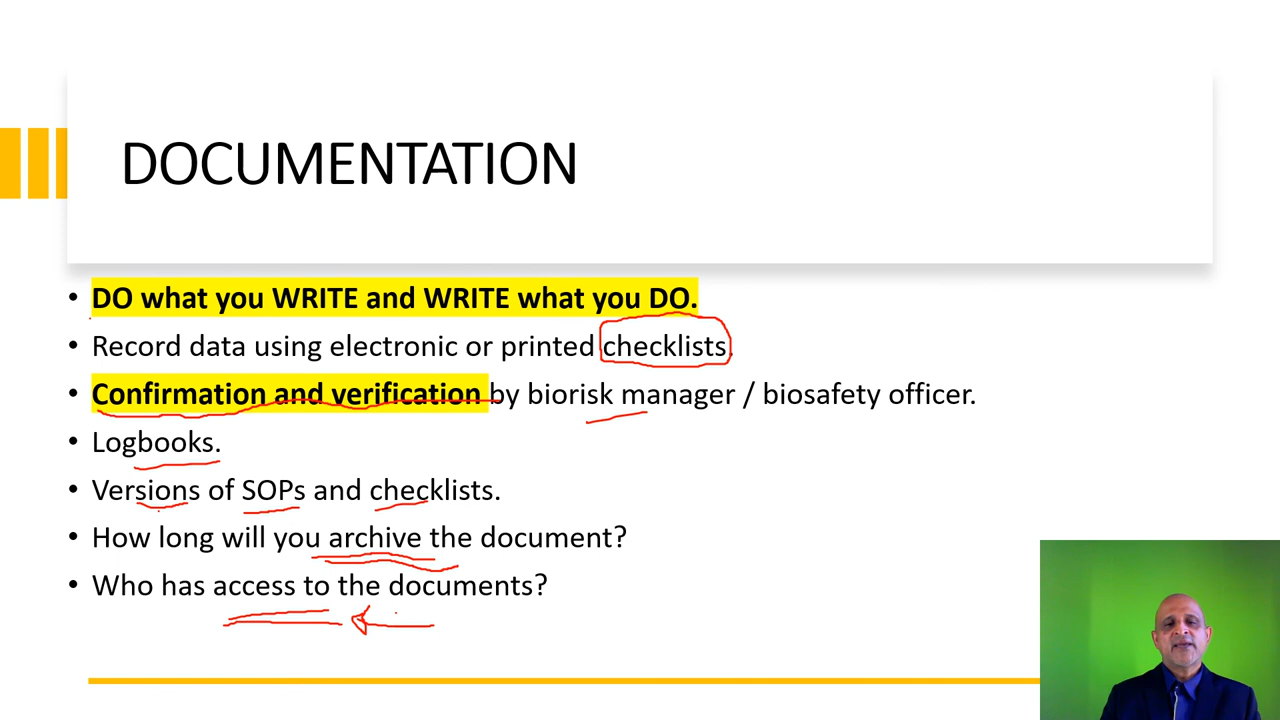 DOCUMENTATION
• DO what you WRITE and WRITE what you DO.
• Record data using electronic or printed checklists.
• Confirmation and verification by biorisk manager / biosafety officer.
• Logbooks.
• Versions of SOPs and checklists.
• How long will you archive the document?
• Who has access to the documents?